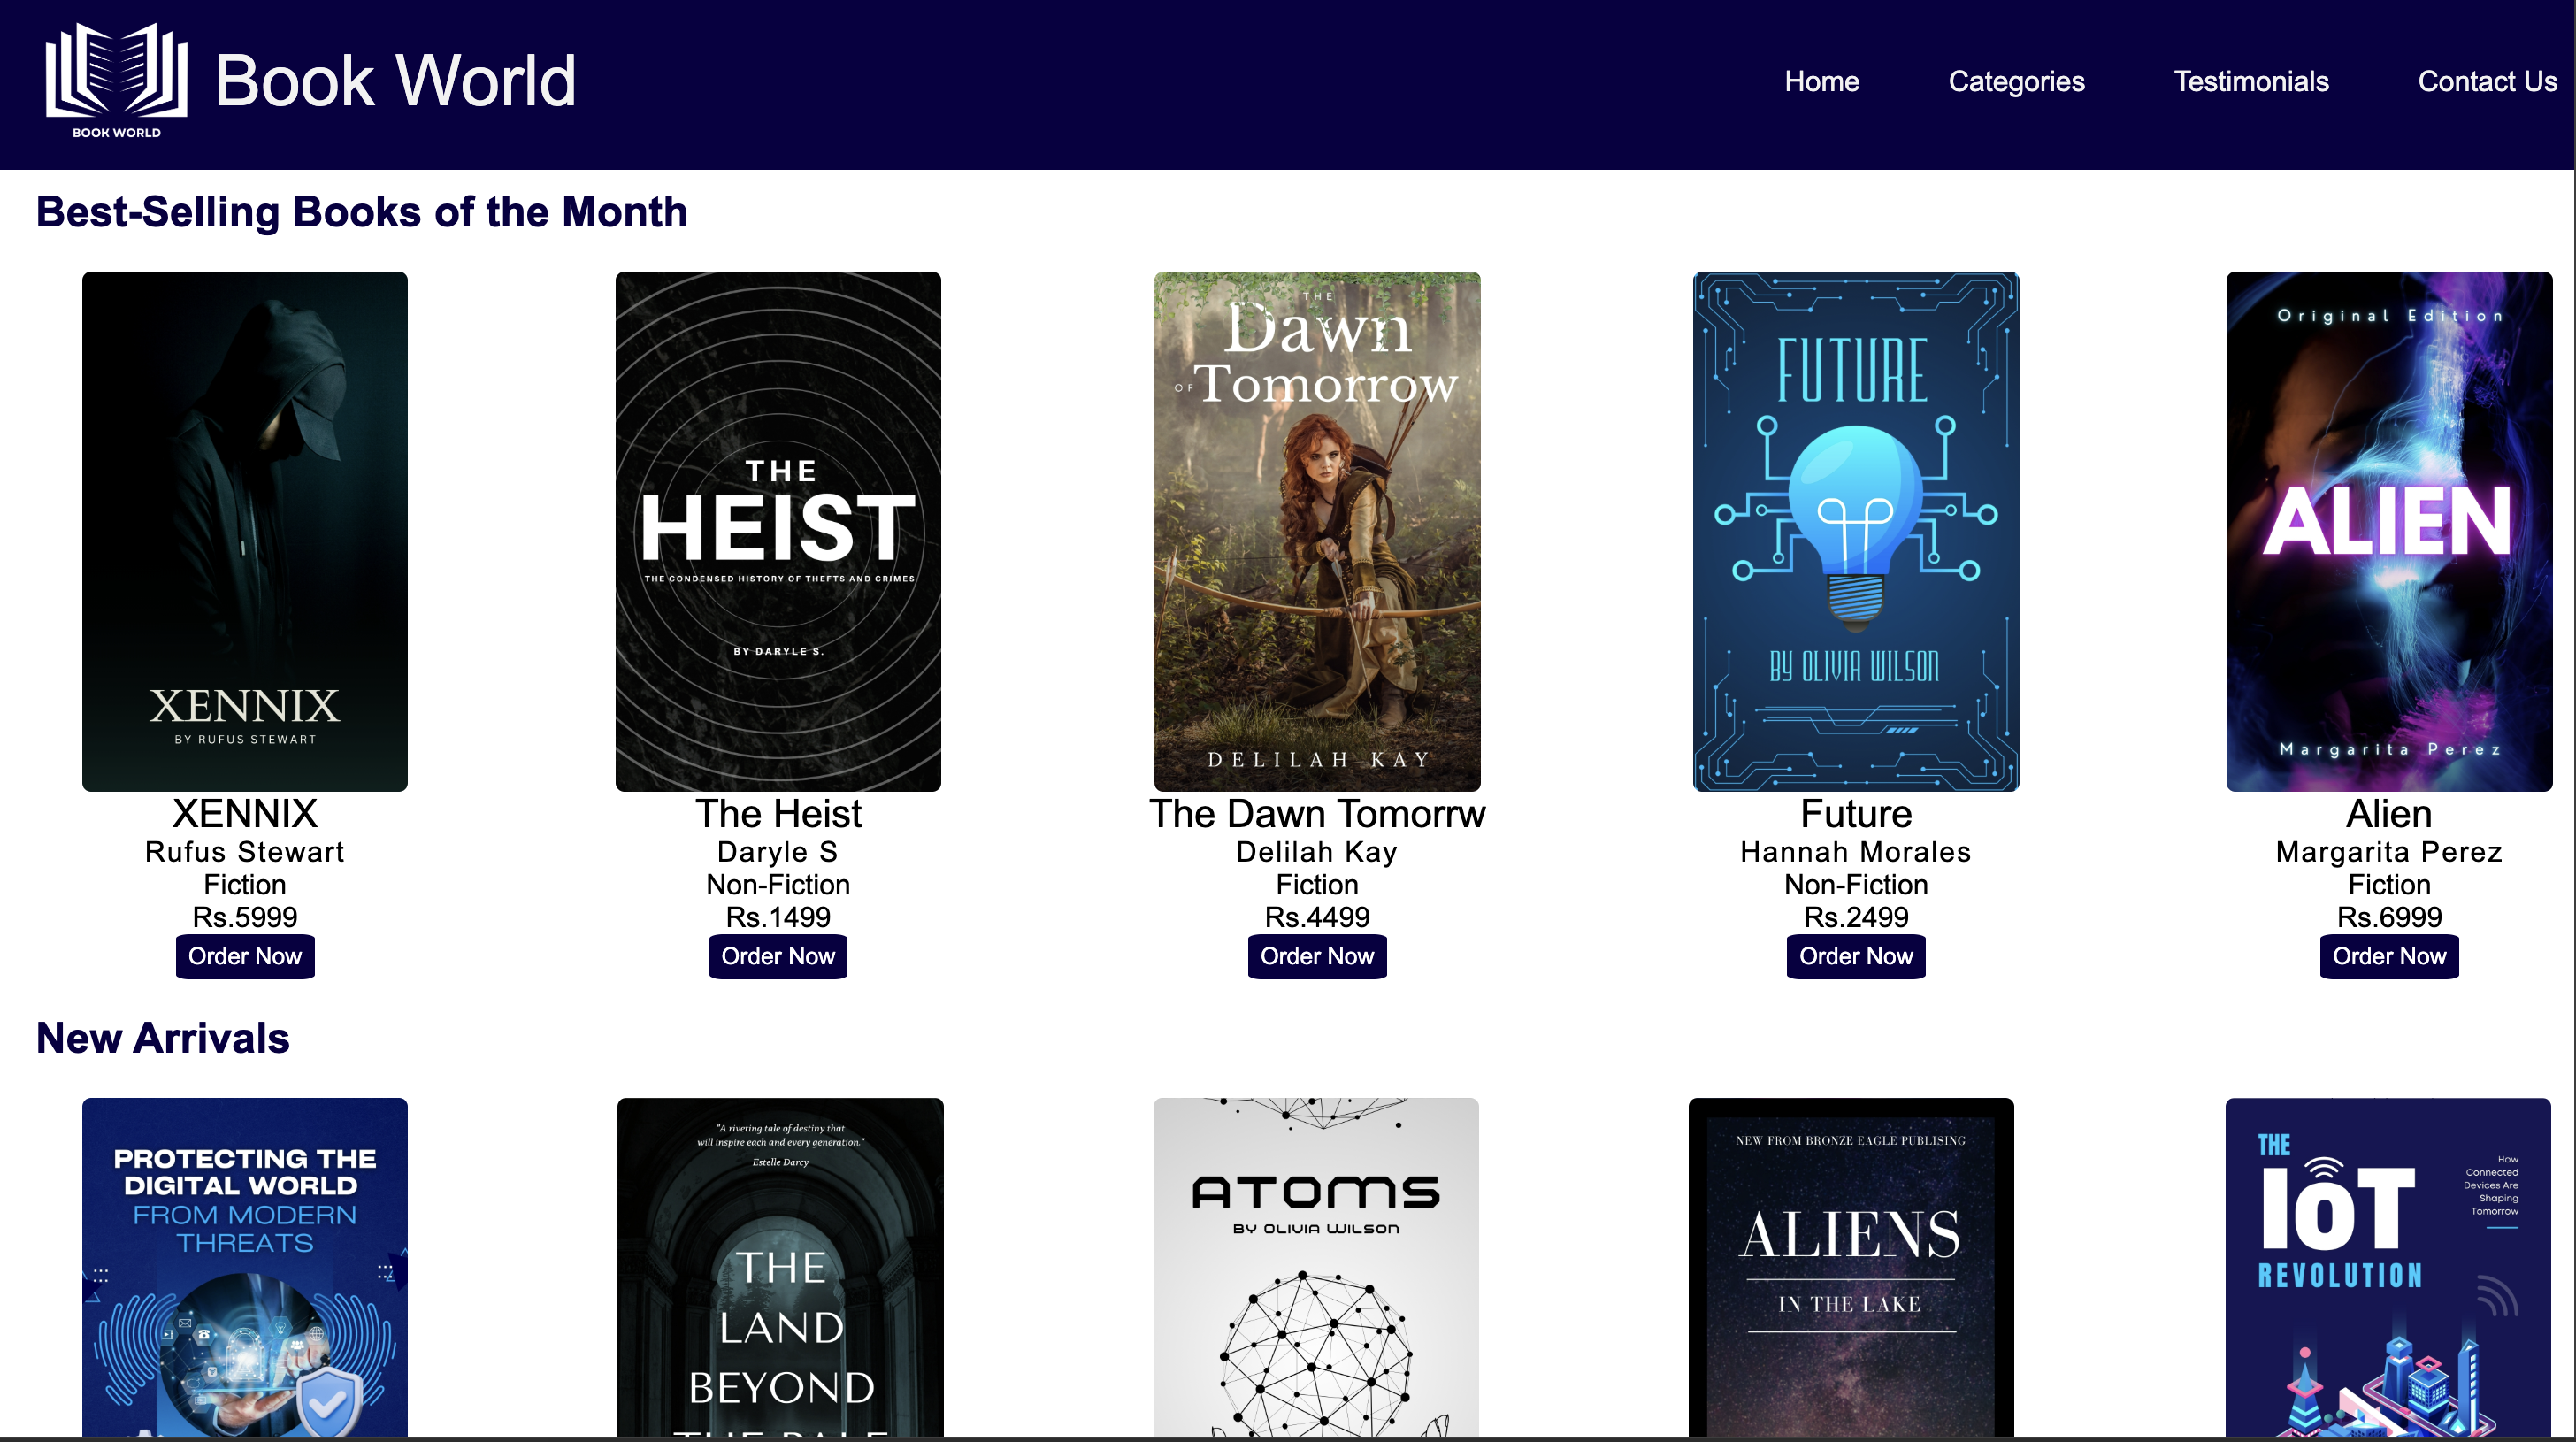 BOOK WORLD
Book World
Home
Categories
Testimonials
Contact Us
Best-Selling Books of the Month
XENNIX
BY RUFUS STEWART
XENNIX
Rufus Stewart
Fiction
Rs.5999
Order Now
THE
HEIST
THE CONDENSED HISTORY OF THEFTS AND CRIMES
BY DARYLE S.
The Heist
Daryle S
Non-Fiction
Rs.1499
Order Now
THE
Dawn
OF Tomorrow
DELILAH KAY
The Dawn Tomorrw
Delilah Kay
Fiction
Rs.4499
Order Now
FUTURE
BY OLIVIA WILSON
Future
Hannah Morales
Non-Fiction
Rs.2499
Order Now
Original Edition
ALIEN
Margarita Perez
Alien
Margarita Perez
Fiction
Rs.6999
Order Now
New Arrivals
PROTECTING THE
DIGITAL WORLD
FROM MODERN
THREATS
"A riveting tale of destiny that
will inspire each and every generation."
Estelle Darcy
THE
LAND
BEYOND
THE PALE
ATOMS
BY OLIVIA WILSON
NEW FROM BRONZE EAGLE PUBLISING
ALIENS
IN THE LAKE
THE
IoT
REVOLUTION
How
Connected
Devices Are
Shaping
Tomorrow